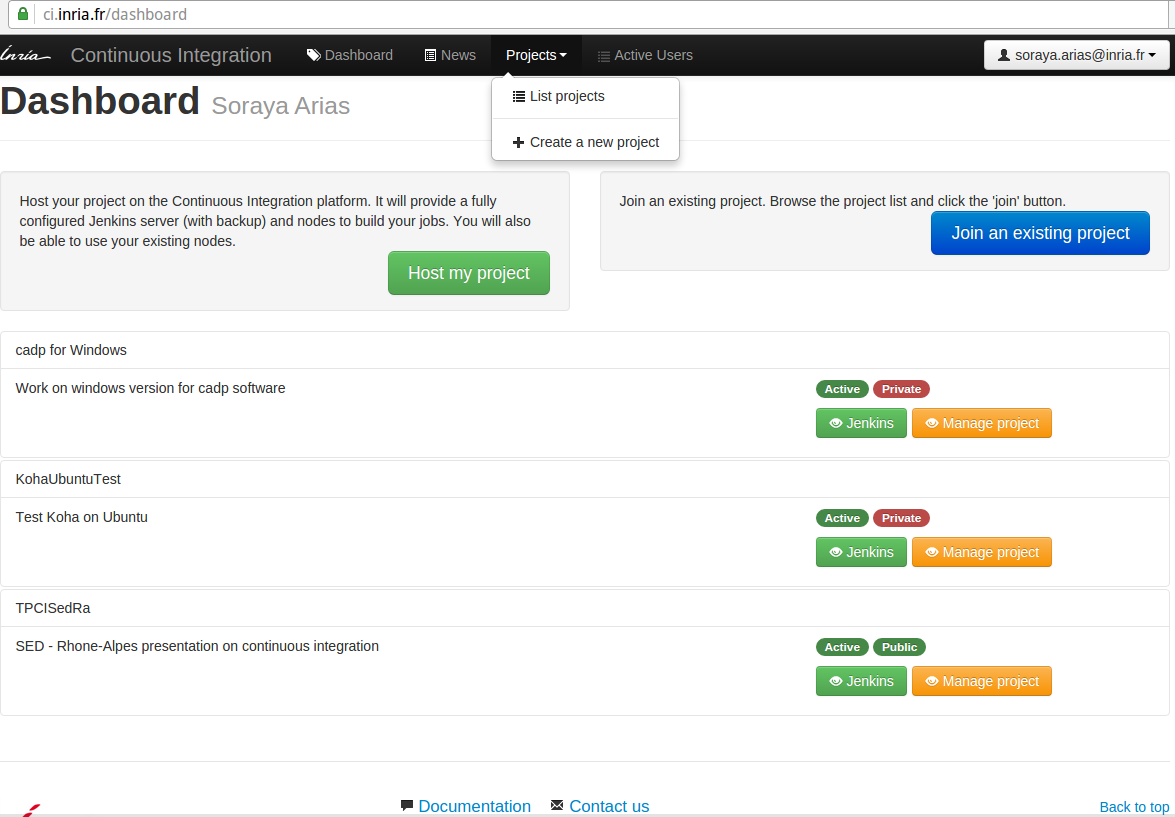 ci.inria.fr/dashboard
Inria Continuous Integration Dashboard News Projects Active Users soraya.arias@inria.fr
List projects
Create a new project
Dashboard Soraya Arias
Host your project on the Continuous Integration platform. It will provide a fully
configured Jenkins server (with backup) and nodes to build your jobs. You will also
be able to use your existing nodes.
Host my project
Join an existing project. Browse the project list and click the 'join' button.
Join an existing project
cadp for Windows
Work on windows version for cadp software
Active Private
Jenkins Manage project
KohaUbuntuTest
Test Koha on Ubuntu
Active Private
Jenkins Manage project
TPCISedRa
SED - Rhone-Alpes presentation on continuous integration
Active Public
Jenkins Manage project
Documentation Contact us Back to top